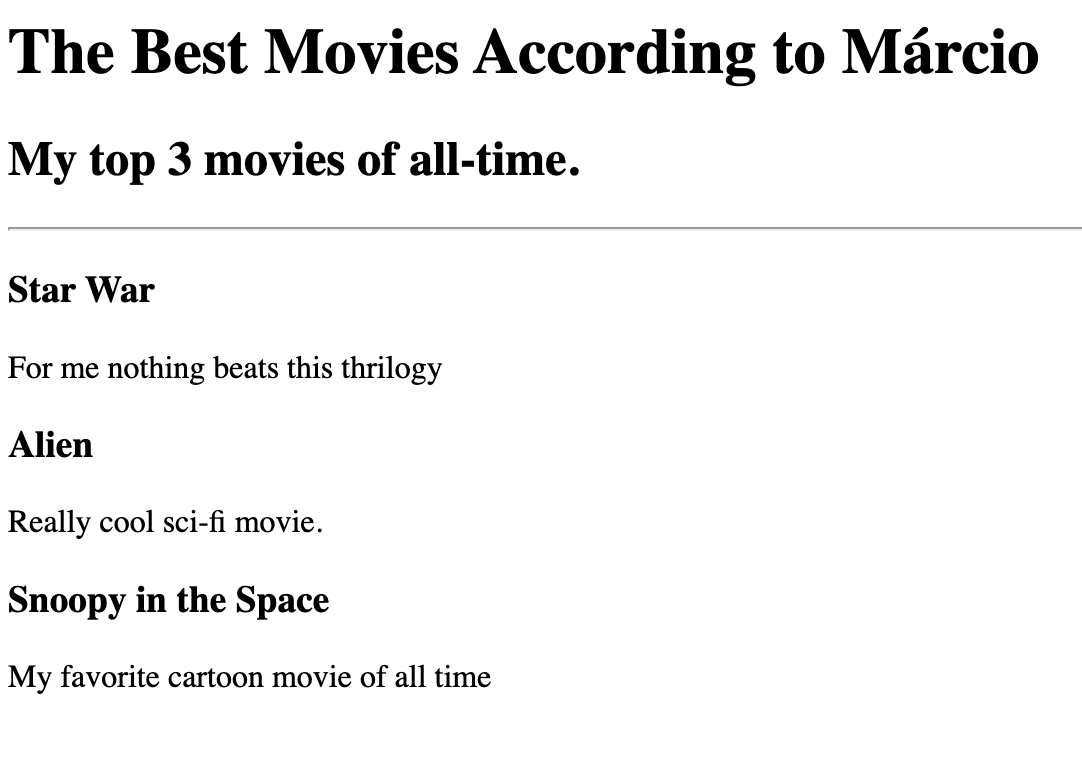 The Best Movies According to Márcio
My top 3 movies of all-time.
Star War
For me nothing beats this thrilogy
Alien
Really cool sci-fi movie.
Snoopy in the Space
My favorite cartoon movie of all time